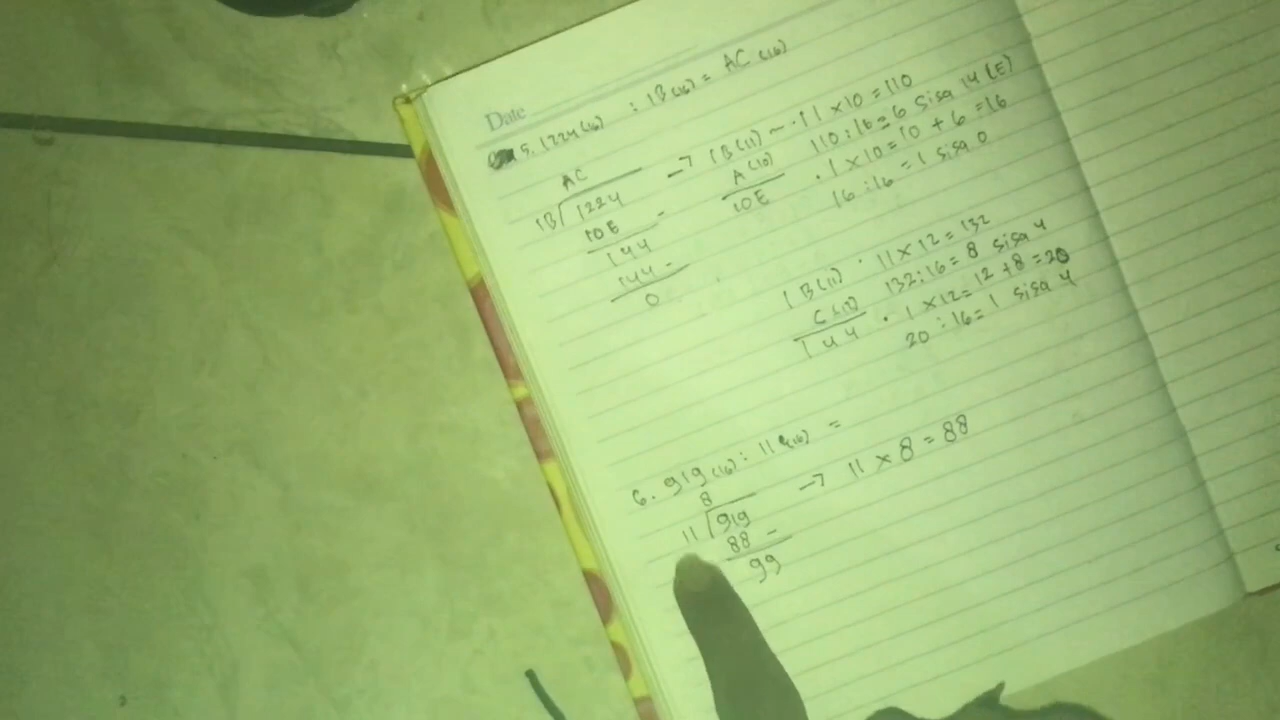 Date
5. 1224(16) : 1B(16) = AC(16)
AC
1B 1224
10E -
144
144 -
0
→ 1B(11) ~ · 11 × 10 = 110
A(10) 110 : 16 = 6 sisa 14 (E)
10E · 1 × 10 = 10 + 6 = 16
16 : 16 = 1 sisa 0
1B(11) · 11 × 12 = 132
C(12) 132 : 16 = 8 sisa 4
144 · 1 × 12 = 12 + 8 = 20
20 : 16 = 1 sisa 4
6. 919(16) : 11(16) =
8
11 919 → 11 × 8 = 88
88 -
99